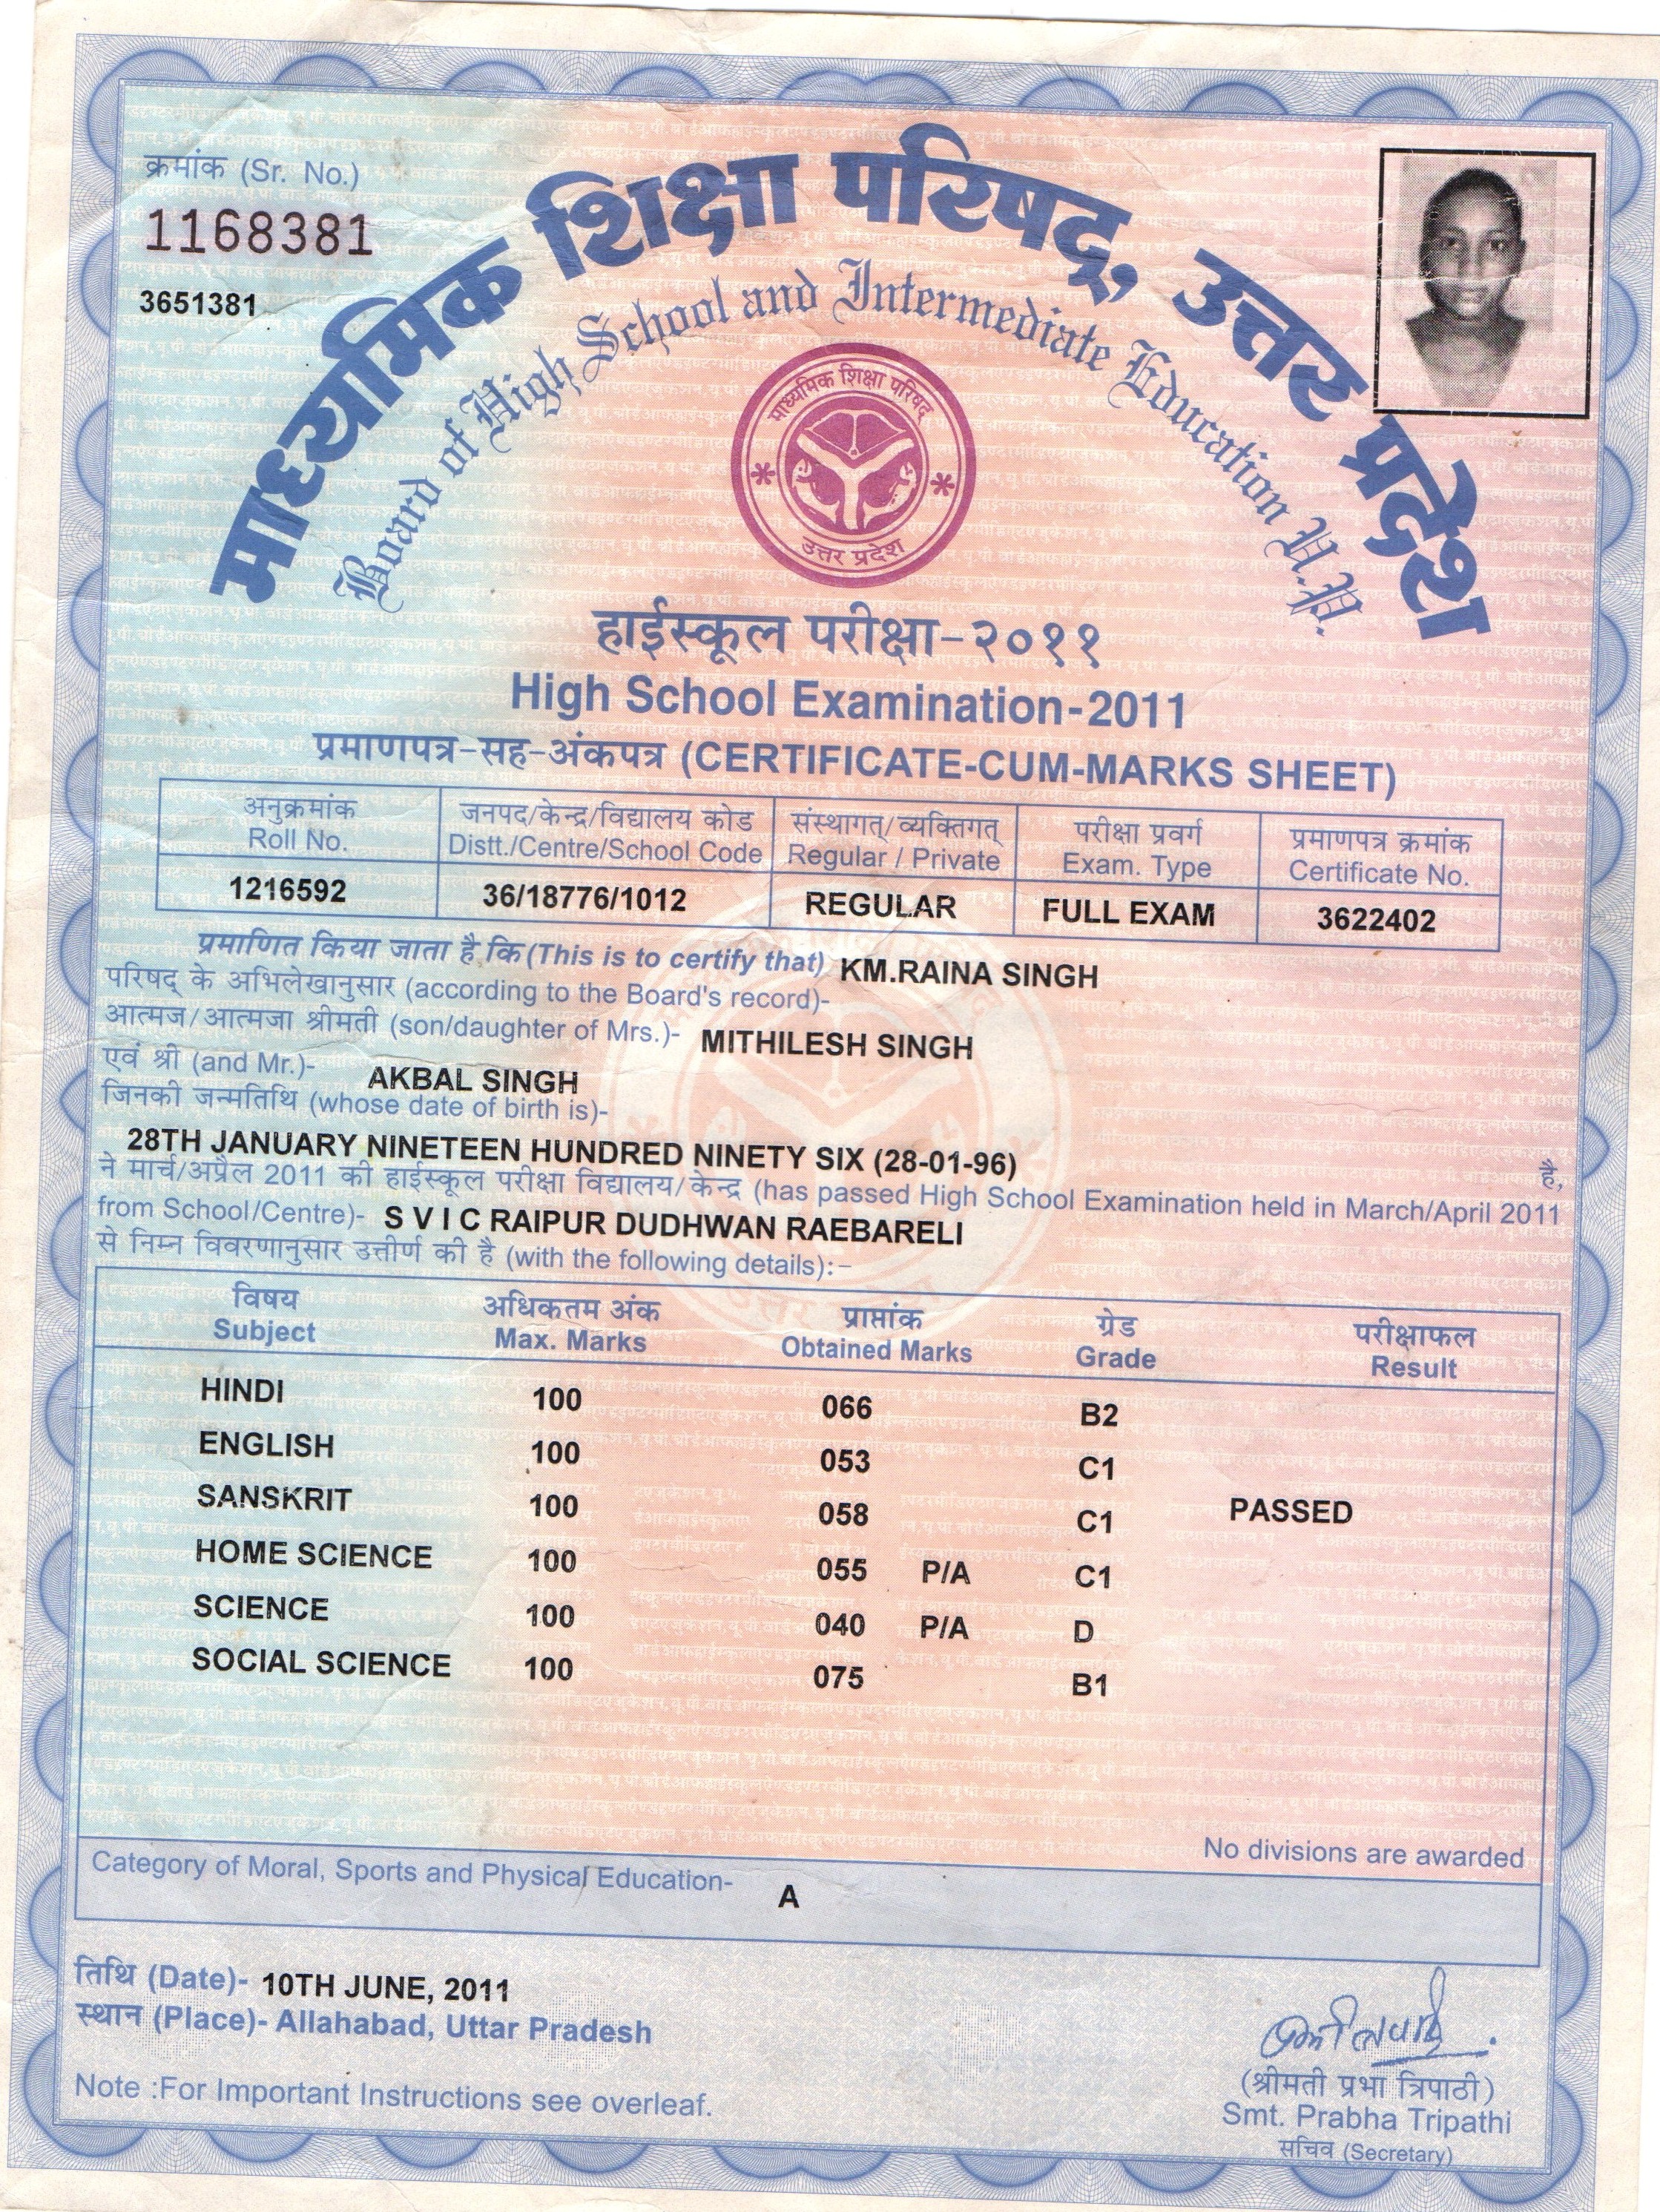 क्रमांक (Sr. No.)
1168381
3651381
माध्यमिक शिक्षा परिषद्, उत्तर प्रदेश
Board of High School and Intermediate Education U.P.
माध्यमिक शिक्षा परिषद्
उत्तर प्रदेश
हाईस्कूल परीक्षा-२०११
High School Examination-2011
प्रमाणपत्र-सह-अंकपत्र (CERTIFICATE-CUM-MARKS SHEET)
अनुक्रमांक जनपद/केन्द्र/विद्यालय कोड संस्थागत्/व्यक्तिगत् परीक्षा प्रवर्ग प्रमाणपत्र क्रमांक
Roll No. Distt./Centre/School Code Regular / Private Exam. Type Certificate No.
1216592 36/18776/1012 REGULAR FULL EXAM 3622402
प्रमाणित किया जाता है कि (This is to certify that) KM.RAINA SINGH
परिषद् के अभिलेखानुसार (according to the Board's record)-
आत्मज/आत्मजा श्रीमती (son/daughter of Mrs.)- MITHILESH SINGH
एवं श्री (and Mr.)- AKBAL SINGH
जिनकी जन्मतिथि (whose date of birth is)-
28TH JANUARY NINETEEN HUNDRED NINETY SIX (28-01-96) है,
ने मार्च/अप्रैल 2011 की हाईस्कूल परीक्षा विद्यालय/केन्द्र (has passed High School Examination held in March/April 2011
from School/Centre)- S V I C RAIPUR DUDHWAN RAEBARELI
से निम्न विवरणानुसार उत्तीर्ण की है (with the following details):-
विषय अधिकतम अंक प्राप्तांक ग्रेड परीक्षाफल
Subject Max. Marks Obtained Marks Grade Result
HINDI 100 066 B2
ENGLISH 100 053 C1
SANSKRIT 100 058 C1 PASSED
HOME SCIENCE 100 055 P/A C1
SCIENCE 100 040 P/A D
SOCIAL SCIENCE 100 075 B1
No divisions are awarded
Category of Moral, Sports and Physical Education- A
तिथि (Date)- 10TH JUNE, 2011
स्थान (Place)- Allahabad, Uttar Pradesh
Note :For Important Instructions see overleaf.
(श्रीमती प्रभा त्रिपाठी)
Smt. Prabha Tripathi
सचिव (Secretary)